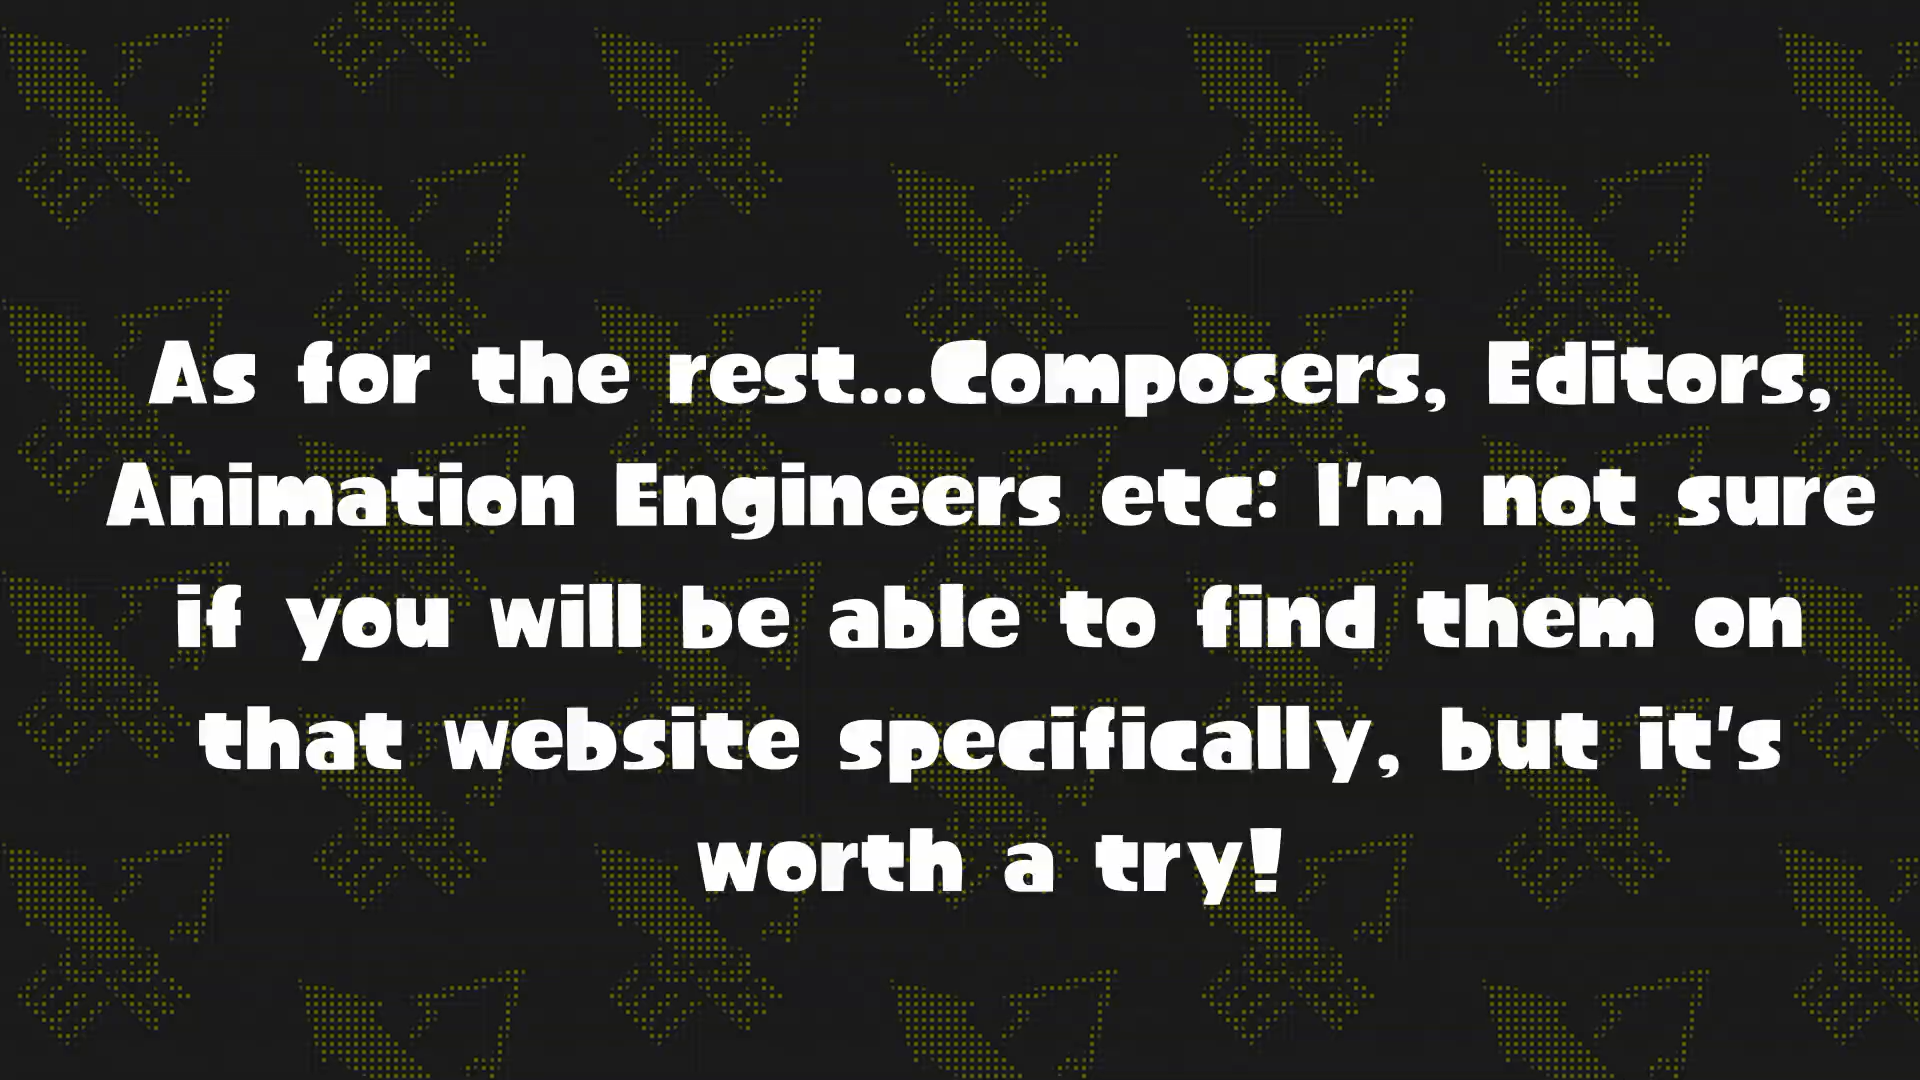 As for the rest...Composers, Editors,
Animation Engineers etc: I'm not sure
if you will be able to find them on
that website specifically, but it's
worth a try!